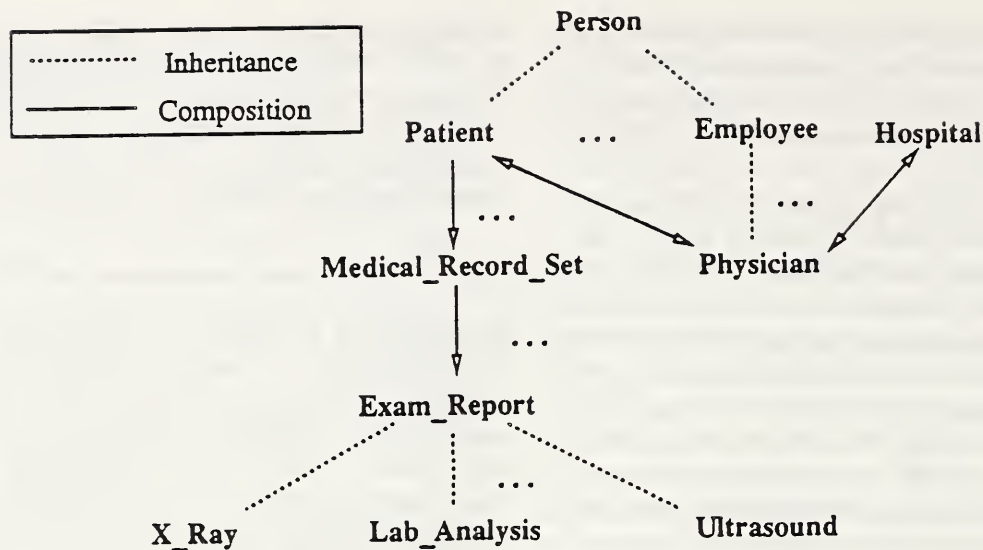 Person
Inheritance
Composition
Patient ... Employee Hospital
...
...
Medical_Record_Set Physician
...
Exam_Report
...
X_Ray Lab_Analysis Ultrasound